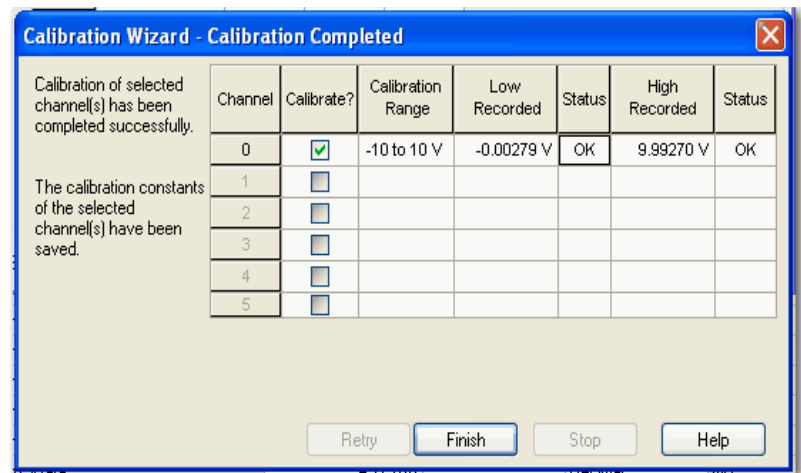 Calibration Wizard - Calibration Completed
Calibration of selected
channel(s) has been
completed successfully.
The calibration constants
of the selected
channel(s) have been
saved.
Channel Calibrate? Calibration Range Low Recorded Status High Recorded Status
0 -10 to 10 V -0.00279 V OK 9.99270 V OK
1
2
3
4
5
Retry Finish Stop Help